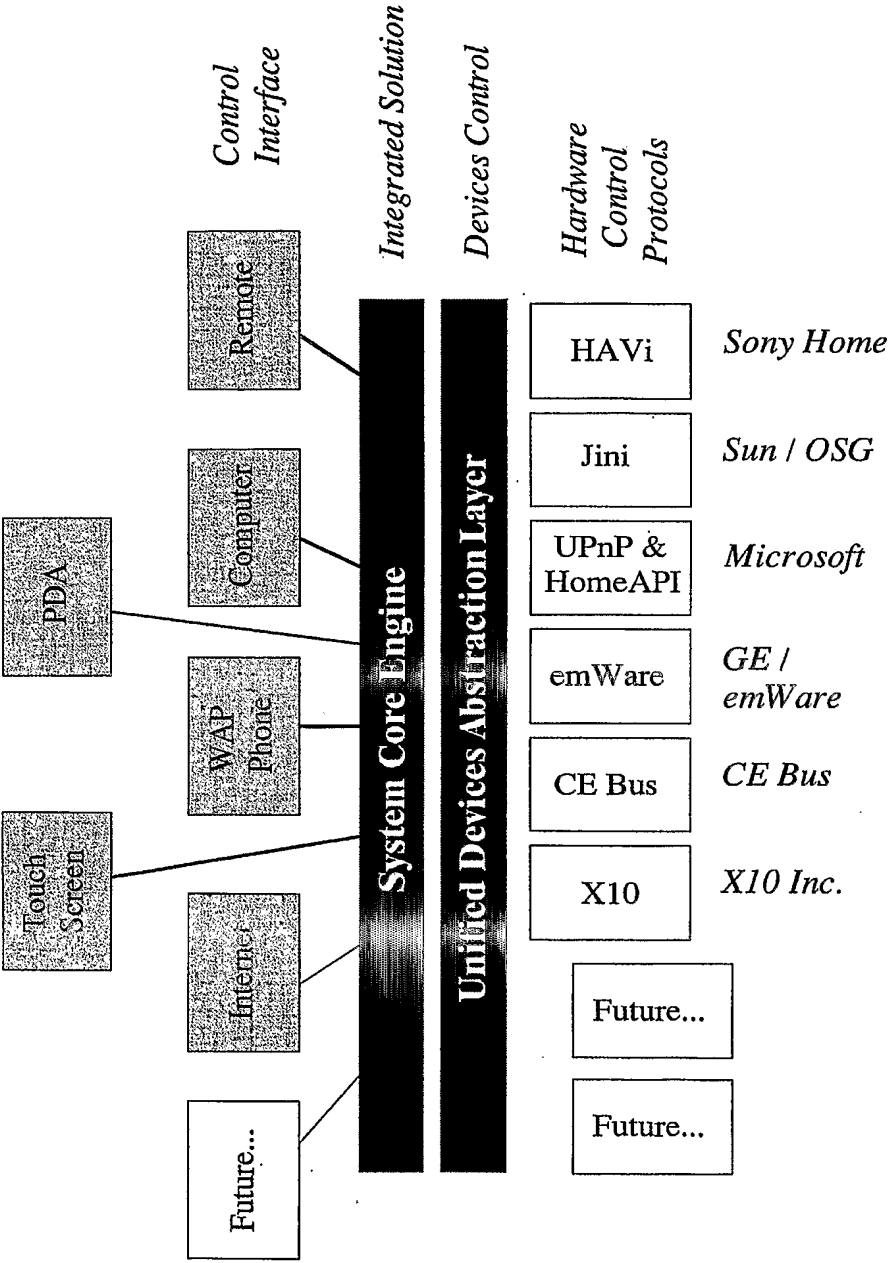 Touch
Screen
PDA
Future...
Internet
WAP
Phone
Computer
Remote
Control
Interface
System Core Engine
Integrated Solution
Unified Devices Abstraction Layer
Devices Control
Hardware
Control
Protocols
HAVi
Sony Home
Jini
Sun / OSG
UPnP &
HomeAPI
Microsoft
emWare
GE /
emWare
CE Bus
CE Bus
X10
X10 Inc.
Future...
Future...